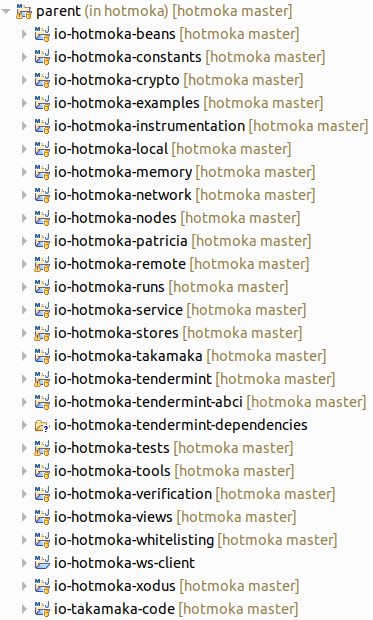 parent (in hotmoka) [hotmoka master]
io-hotmoka-beans [hotmoka master]
io-hotmoka-constants [hotmoka master]
io-hotmoka-crypto [hotmoka master]
io-hotmoka-examples [hotmoka master]
io-hotmoka-instrumentation [hotmoka master]
io-hotmoka-local [hotmoka master]
io-hotmoka-memory [hotmoka master]
io-hotmoka-network [hotmoka master]
io-hotmoka-nodes [hotmoka master]
io-hotmoka-patricia [hotmoka master]
io-hotmoka-remote [hotmoka master]
io-hotmoka-runs [hotmoka master]
io-hotmoka-service [hotmoka master]
io-hotmoka-stores [hotmoka master]
io-hotmoka-takamaka [hotmoka master]
io-hotmoka-tendermint [hotmoka master]
io-hotmoka-tendermint-abci [hotmoka master]
io-hotmoka-tendermint-dependencies
io-hotmoka-tests [hotmoka master]
io-hotmoka-tools [hotmoka master]
io-hotmoka-verification [hotmoka master]
io-hotmoka-views [hotmoka master]
io-hotmoka-whitelisting [hotmoka master]
io-hotmoka-ws-client
io-hotmoka-xodus [hotmoka master]
io-takamaka-code [hotmoka master]